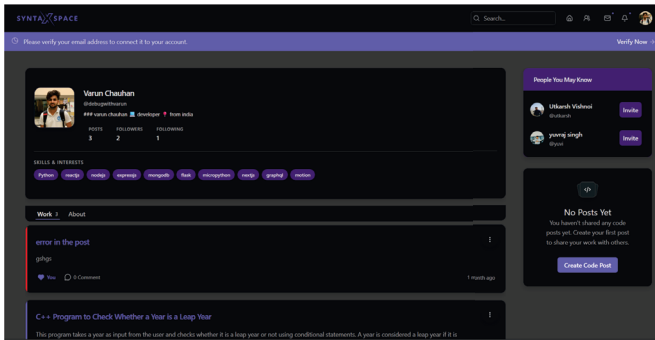 SYNTAXSPACE
Search...
Please verify your email address to connect it to your account.
Verify Now
Varun Chauhan
@debugwithvarun
### varun chauhan developer from india
POSTS FOLLOWERS FOLLOWING
3 2 1
SKILLS & INTERESTS
Python reactjs nodejs expressjs mongodb flask micropython nextjs graphql motion
People You May Know
Utkarsh Vishnoi
@utkarsh
Invite
yuvraj singh
Invite
Work 3 About
error in the post
gshgs
You 0 Comment
1 month ago
</> 
No Posts Yet
You haven't shared any code
posts yet. Create your first post
to share your work with others.
Create Code Post
C++ Program to Check Whether a Year is a Leap Year
This program takes a year as input from the user and checks whether it is a leap year or not using conditional statements. A year is considered a leap year if it is